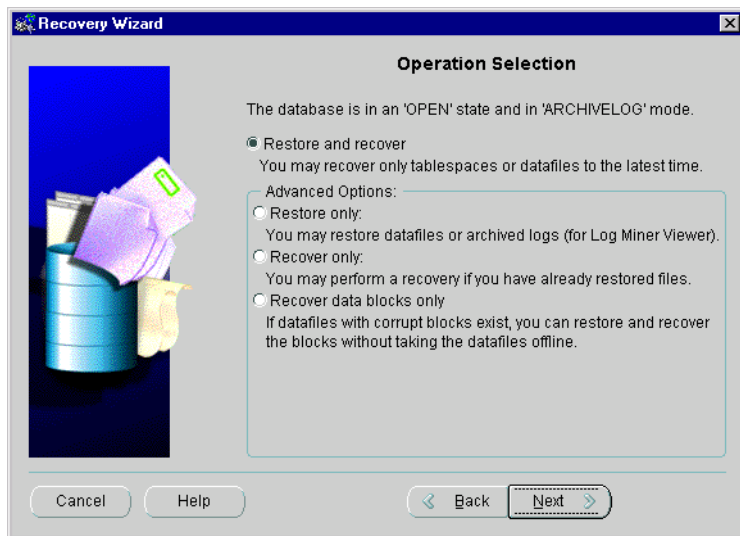 Recovery Wizard
Operation Selection
The database is in an 'OPEN' state and in 'ARCHIVELOG' mode.
Restore and recover
You may recover only tablespaces or datafiles to the latest time.
Advanced Options:
Restore only:
You may restore datafiles or archived logs (for Log Miner Viewer).
Recover only:
You may perform a recovery if you have already restored files.
Recover data blocks only
If datafiles with corrupt blocks exist, you can restore and recover
the blocks without taking the datafiles offline.
Cancel
Help
Back
Next